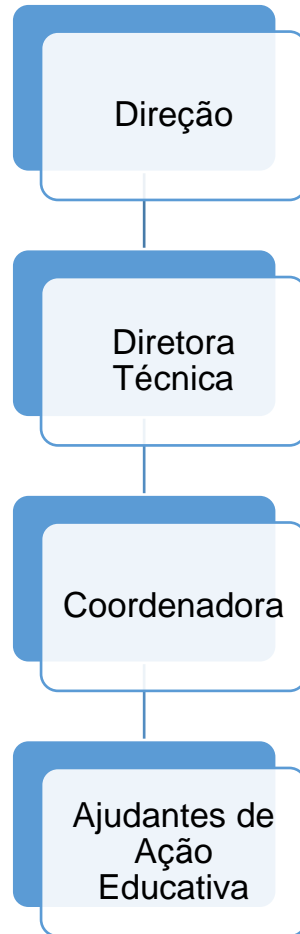 Direção
Diretora
Técnica
Coordenadora
Ajudantes de
Ação
Educativa